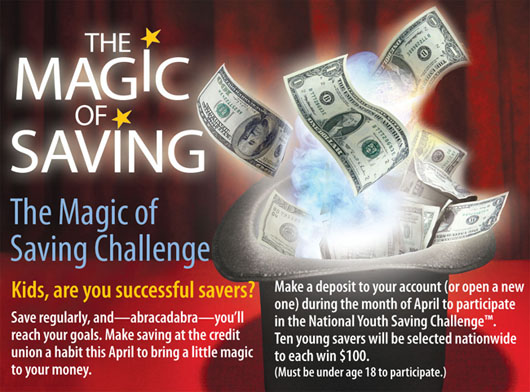 THE
MAGIC
OF
SAVING
The Magic of
Saving Challenge
Kids, are you successful savers?
Save regularly, and—abracadabra—you'll
reach your goals. Make saving at the credit
union a habit this April to bring a little magic
to your money.
Make a deposit to your account (or open a new
one) during the month of April to participate
in the National Youth Saving Challenge™.
Ten young savers will be selected nationwide
to each win $100.
(Must be under age 18 to participate.)